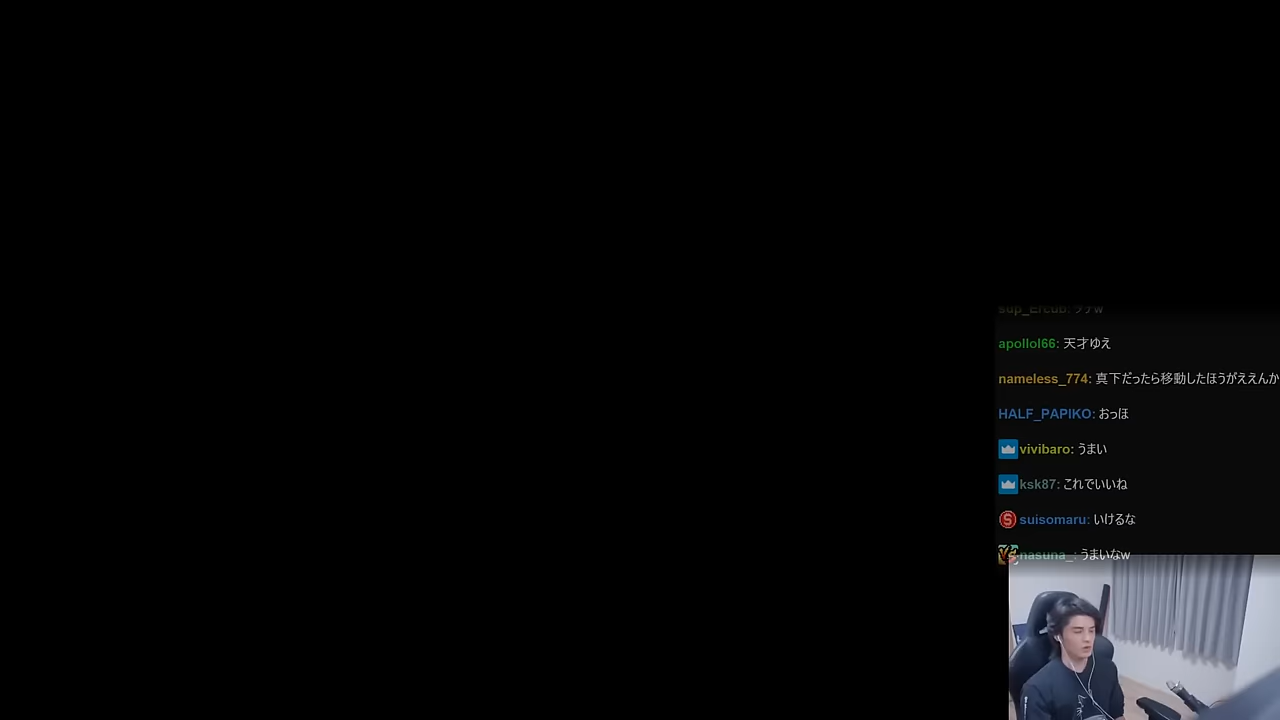 apollol66: 天才ゆえ
nameless_774: 真下だったら移動したほうがええんか
HALF_PAPIKO: おっほ
vivibaro: うまい
ksk87: これでいいね
suisomaru: いけるな
nasuna_: うまいなw